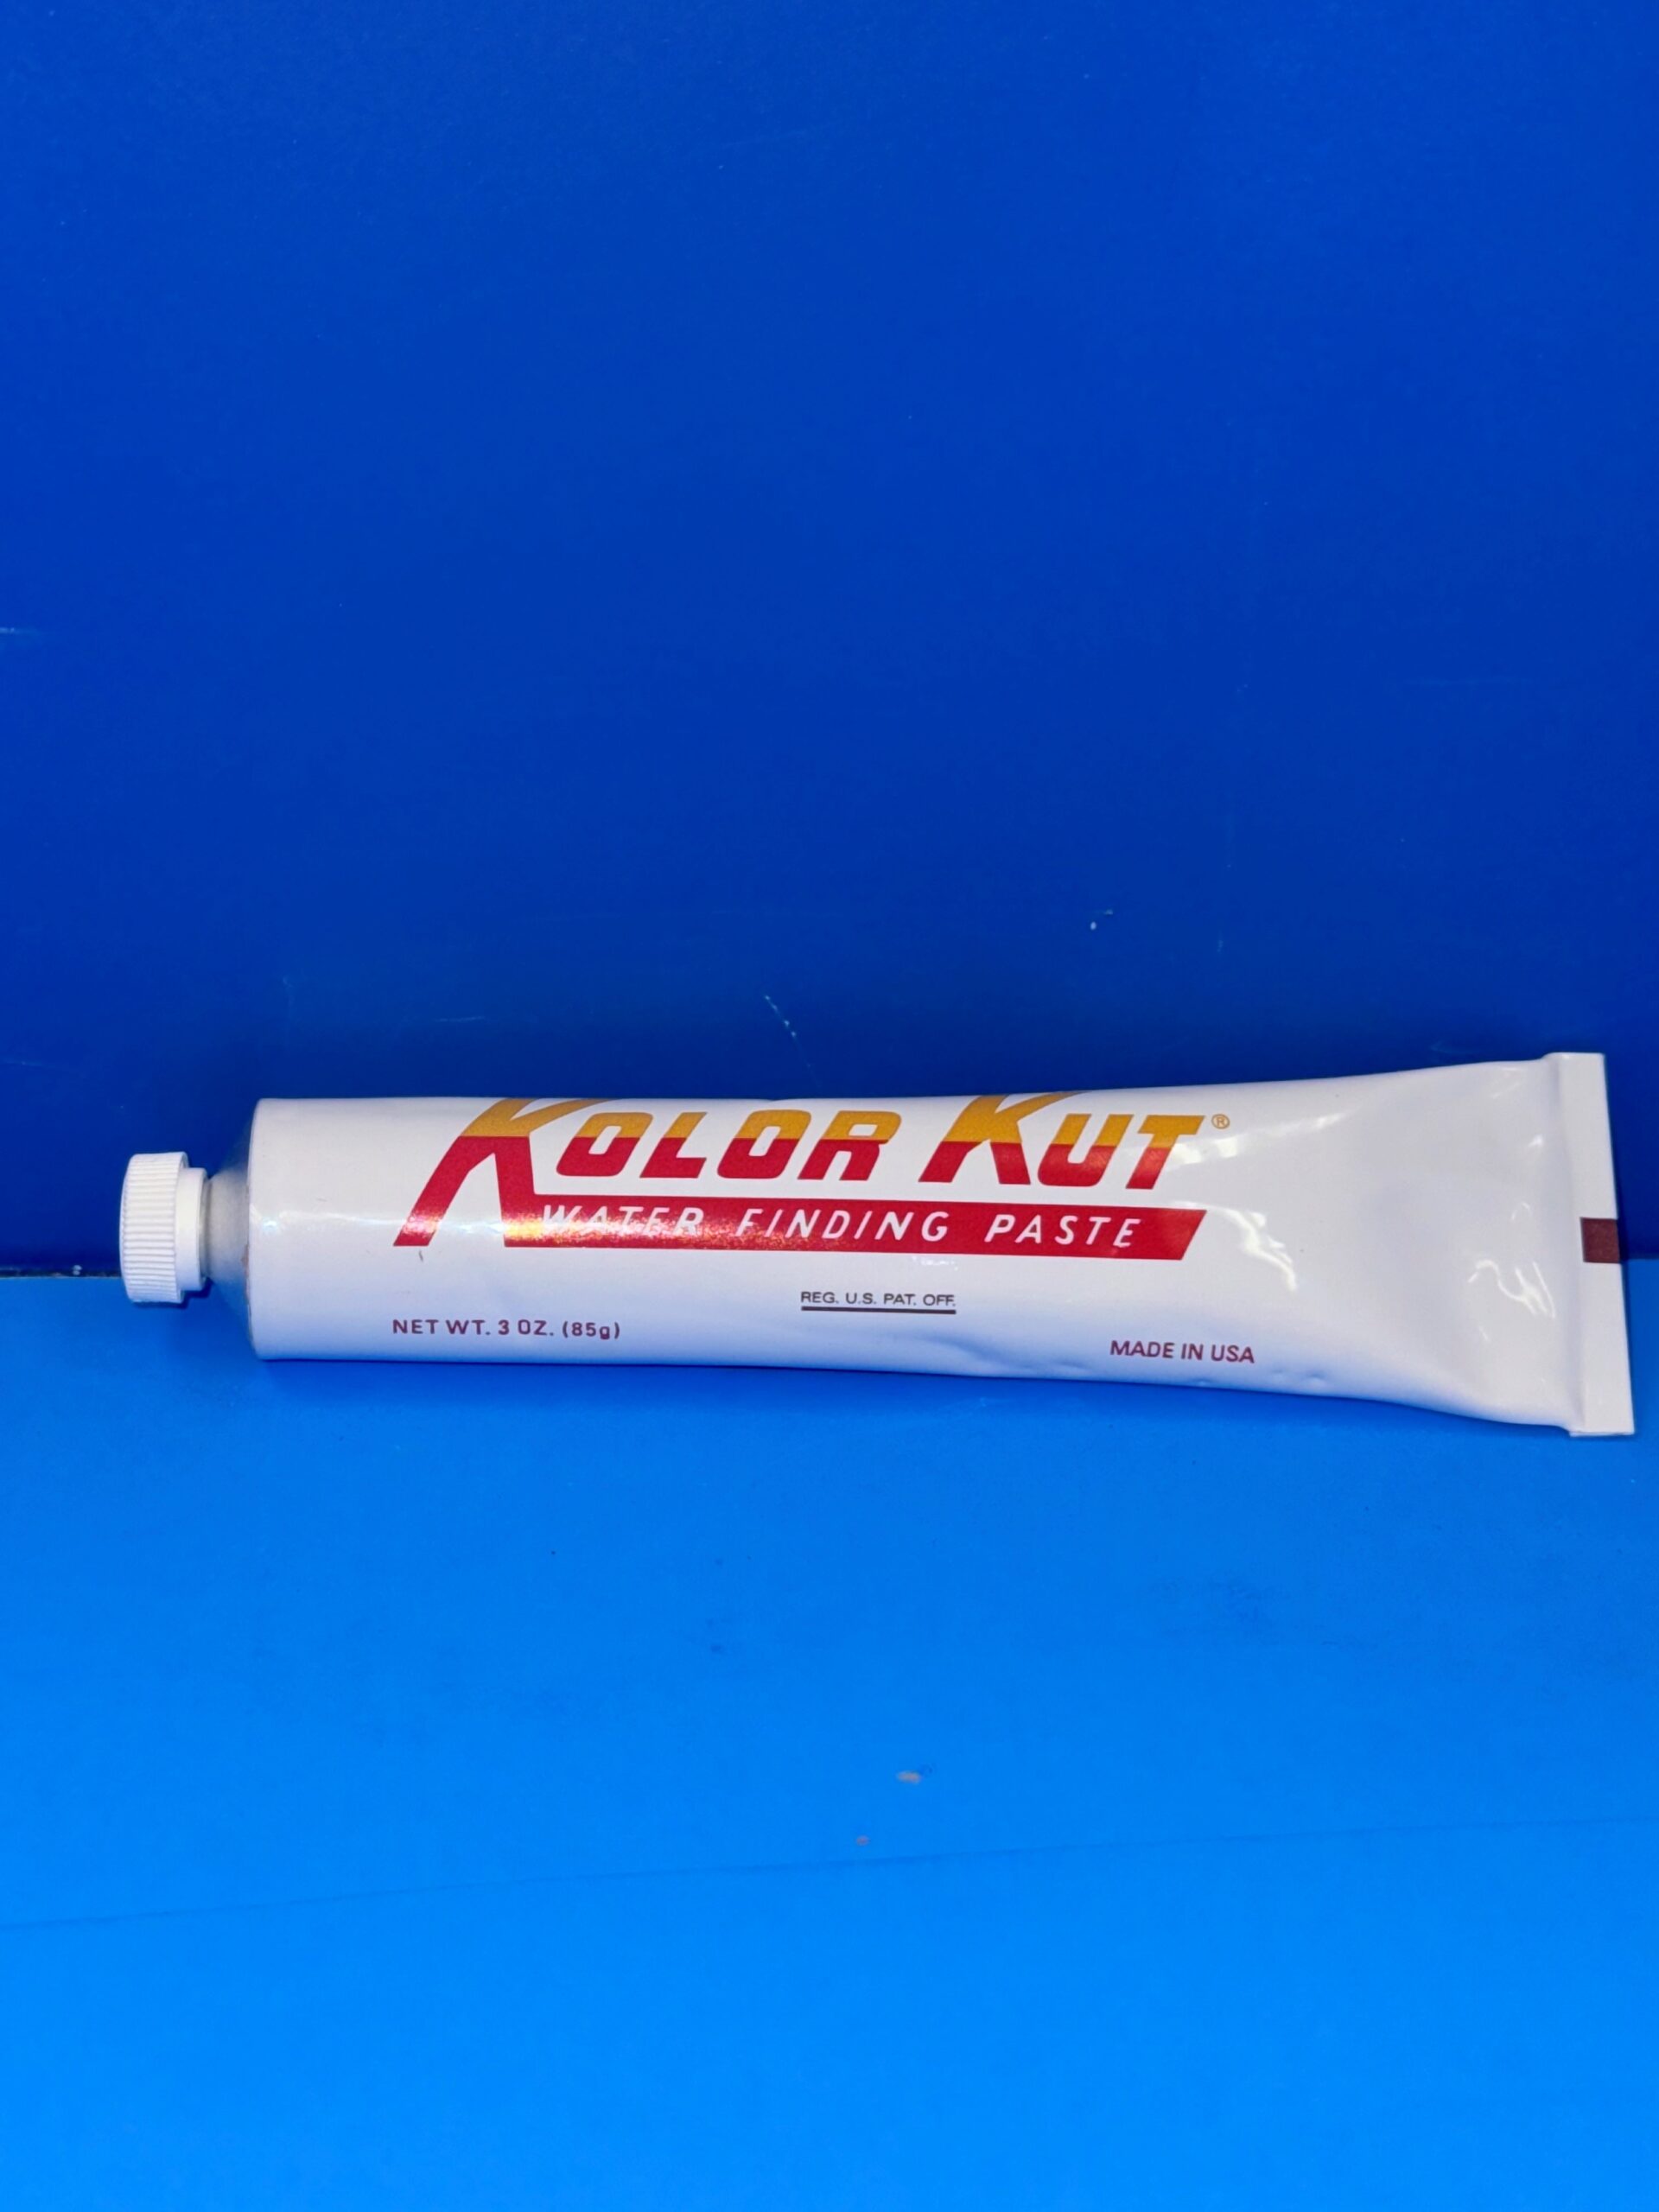 KOLOR KUT®
WATER FINDING PASTE
REG. U.S. PAT. OFF.
NET WT. 3 OZ. (85g)
MADE IN USA